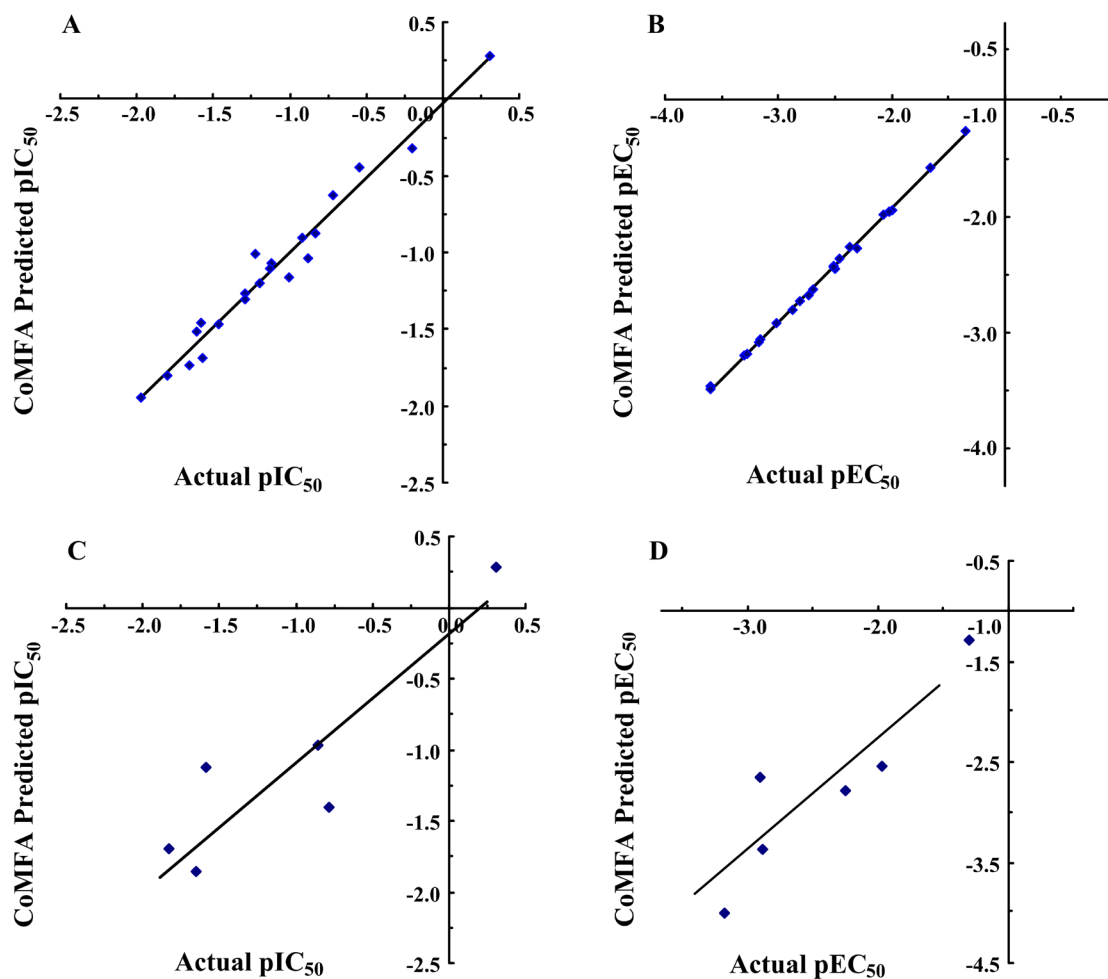 A
0.5
-2.5 -2.0 -1.5 -1.0 -0.5 0.0 0.5
-0.5
-1.0
-1.5
-2.0
-2.5
CoMFA Predicted pIC50
Actual pIC50
B
-0.5
-4.0 -3.0 -2.0 -1.0 -0.5
-2.0
-3.0
-4.0
CoMFA Predicted pEC50
Actual pEC50
C
0.5
-2.5 -2.0 -1.5 -1.0 -0.5 0.0 0.5
-0.5
-1.0
-1.5
-2.0
-2.5
CoMFA Predicted pIC50
Actual pIC50
D
-0.5
-3.0 -2.0 -1.0
-1.5
-2.5
-3.5
-4.5
CoMFA Predicted pEC50
Actual pEC50